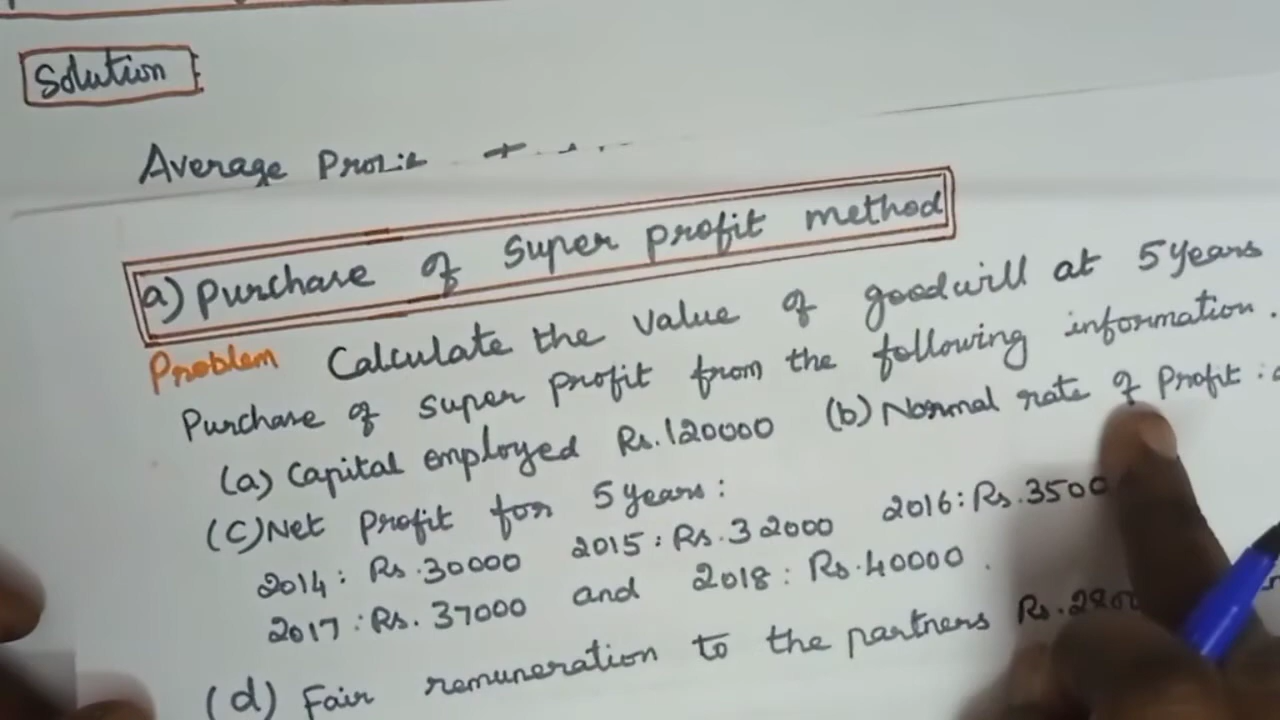 Solution
Average
a) Purchase of Super profit method
Problem Calculate the value of goodwill at 5 years
Purchase of super profit from the following information.
(a) Capital employed Rs.120000 (b) Normal rate of Profit :
(C) Net Profit for 5 years :
2014 : Rs.30000 2015 : Rs.32000 2016 : Rs.3500
2017 : Rs. 37000 and 2018 : Rs.40000 .
(d) Fair remuneration to the partners Rs.